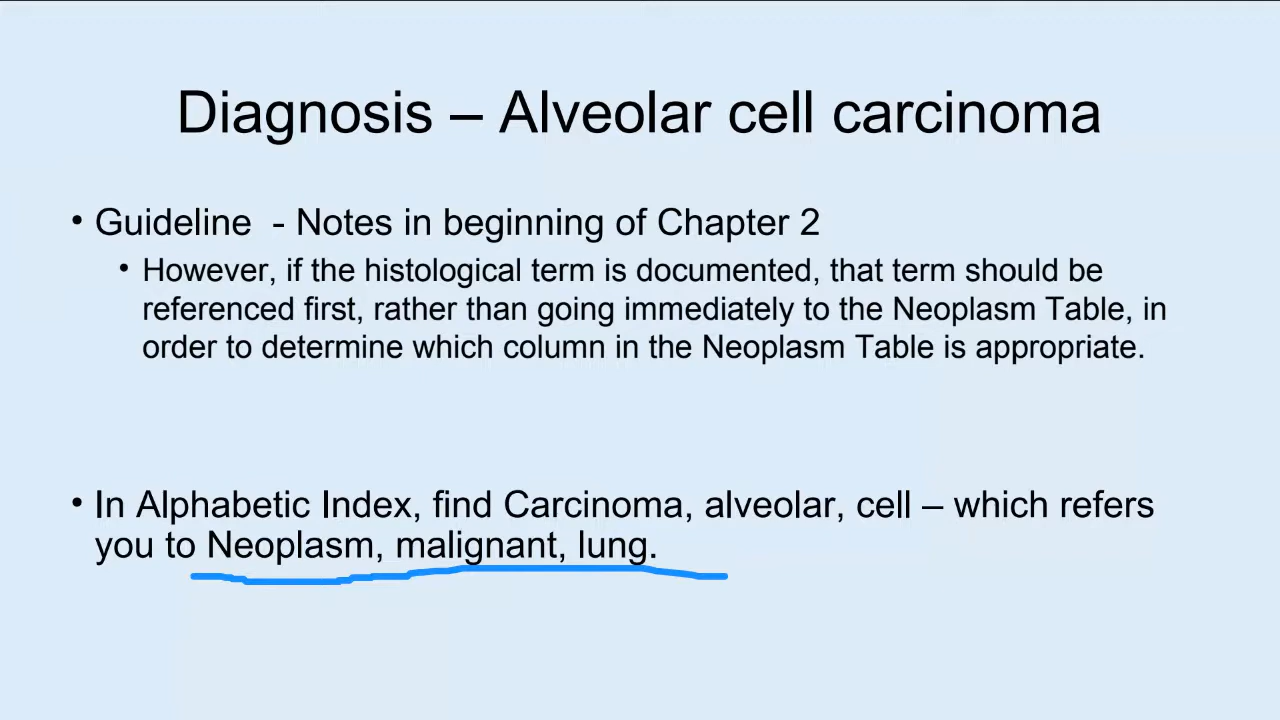 Diagnosis – Alveolar cell carcinoma
• Guideline - Notes in beginning of Chapter 2
• However, if the histological term is documented, that term should be
referenced first, rather than going immediately to the Neoplasm Table, in
order to determine which column in the Neoplasm Table is appropriate.
• In Alphabetic Index, find Carcinoma, alveolar, cell – which refers
you to Neoplasm, malignant, lung.